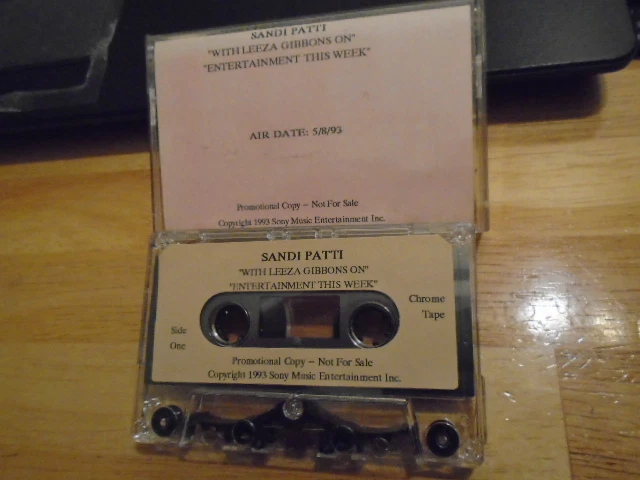 SANDI PATTI
"WITH LEEZA GIBBONS ON"
"ENTERTAINMENT THIS WEEK"
AIR DATE: 5/8/93
Promotional Copy – Not For Sale
Copyright 1993 Sony Music Entertainment Inc.
SANDI PATTI
"WITH LEEZA GIBBONS ON"
"ENTERTAINMENT THIS WEEK"
Chrome
Tape
Side
One
Promotional Copy – Not For Sale
Copyright 1993 Sony Music Entertainment Inc.